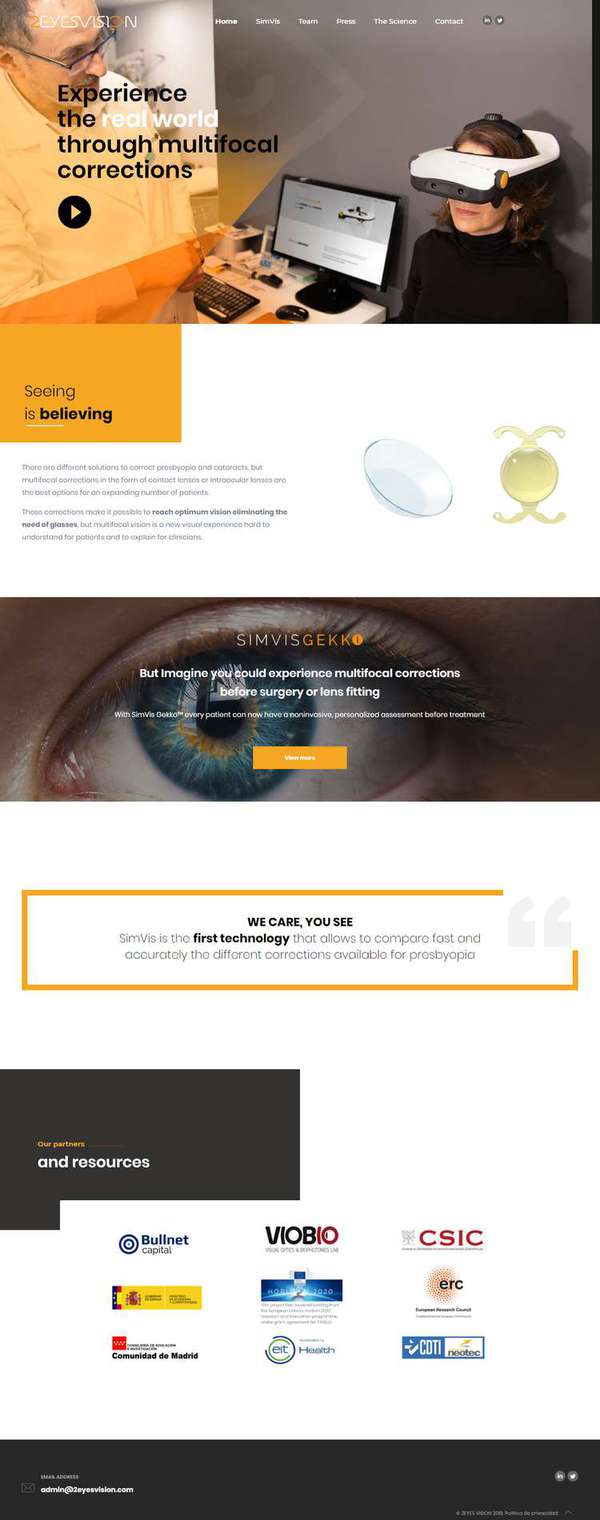 2EYESVISION
Home SimVis Team Press The Science Contact
Experience
the real world
through multifocal
corrections
Seeing
is believing
There are different solutions to correct presbyopia and cataracts, but
multifocal corrections in the form of contact lenses or intraocular lenses are
the best options for an expanding number of patients.
These corrections make it possible to reach optimum vision eliminating the
need of glasses, but multifocal vision is a new visual experience hard to
understand for patients and to explain for clinicians.
SIMVISGEKKO
But Imagine you could experience multifocal corrections
before surgery or lens fitting
With SimVis Gekko™ every patient can now have a noninvasive, personalized assessment before treatment
View more
WE CARE, YOU SEE
SimVis is the first technology that allows to compare fast and
accurately the different corrections available for presbyopia
Our partners
and resources
Bullnet
capital
VIOBIO
VISUAL OPTICS & BIOPHOTONICS LAB
CSIC
HORIZON 2020
erc
European Research Council
Comunidad de Madrid
eit Health
CDTI neotec
EMAIL ADDRESS
admin@2eyesvision.com
© 2EYES VISION 2019. Política de privacidad.